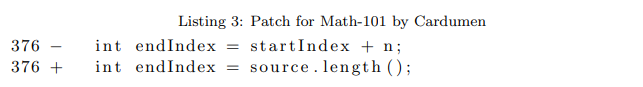 Listing 3: Patch for Math-101 by Cardumen
376 −   int endIndex = startIndex + n;
376 +   int endIndex = source.length();